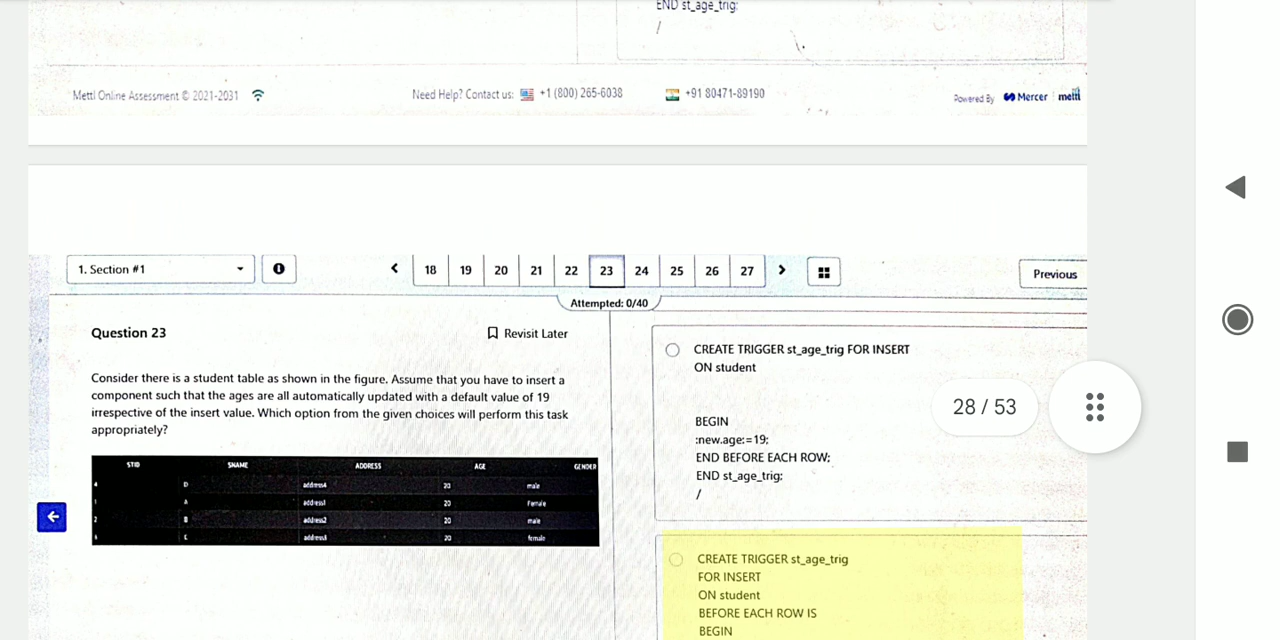 END st_age_trig;
/
Mettl Online Assessment © 2021-2031
Need Help? Contact us: +1 (800) 265-6038 +91 80471-89190
Powered By Mercer mettl
1. Section #1
18 19 20 21 22 23 24 25 26 27
Previous
Attempted: 0/40
Question 23
Revisit Later
Consider there is a student table as shown in the figure. Assume that you have to insert a
component such that the ages are all automatically updated with a default value of 19
irrespective of the insert value. Which option from the given choices will perform this task
appropriately?
STID SNAME ADDRESS AGE GENDER
4 D address4 20 male
1 A address1 20 Female
2 B address2 20 male
C 20 female
CREATE TRIGGER st_age_trig FOR INSERT
ON student
BEGIN
:new.age:=19;
END BEFORE EACH ROW;
END st_age_trig;
/
28 / 53
CREATE TRIGGER st_age_trig
FOR INSERT
ON student
BEFORE EACH ROW IS
BEGIN